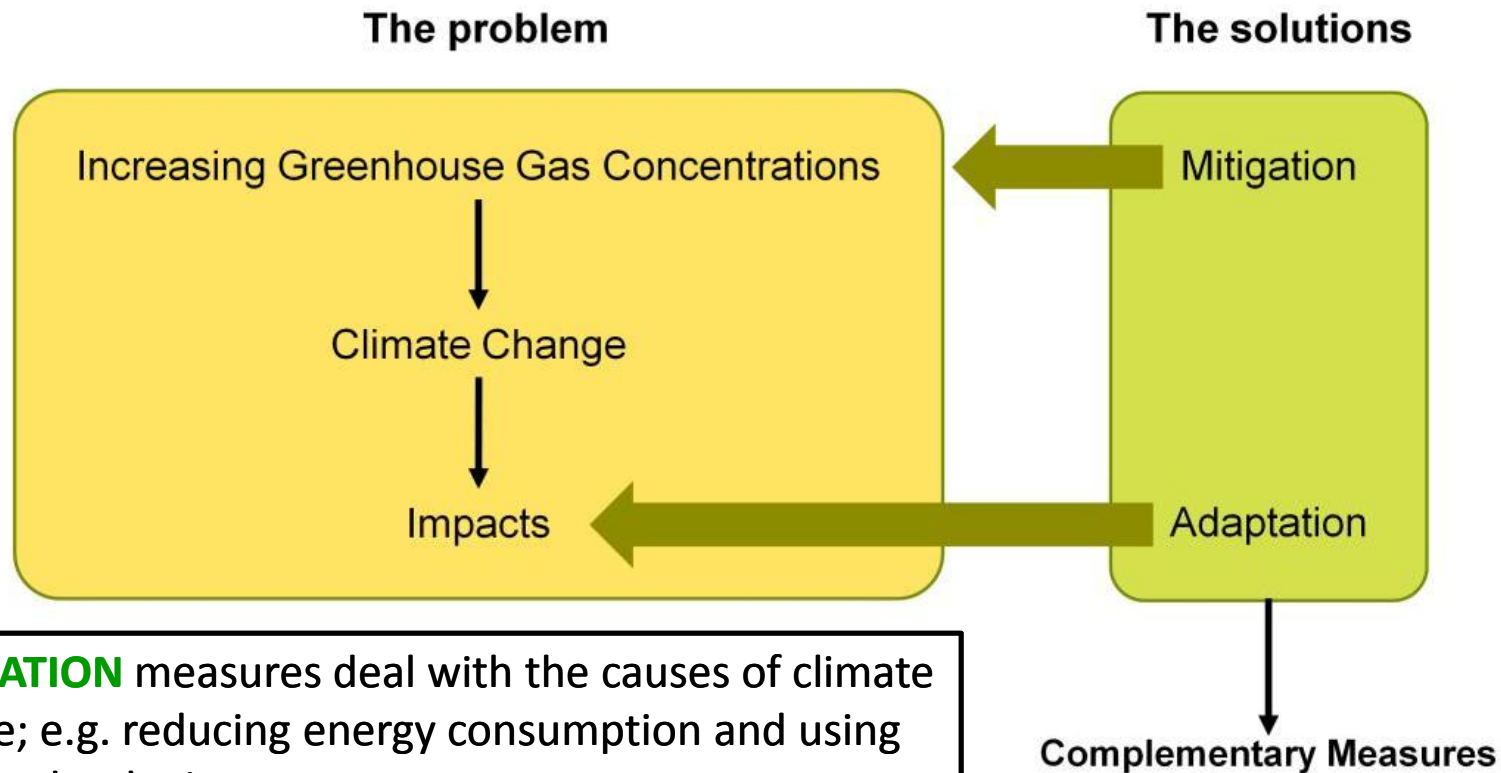 The problem
The solutions
Increasing Greenhouse Gas Concentrations
Mitigation
Climate Change
Impacts
Adaptation
ATION measures deal with the causes of climate
e; e.g. reducing energy consumption and using
Complementary Measures